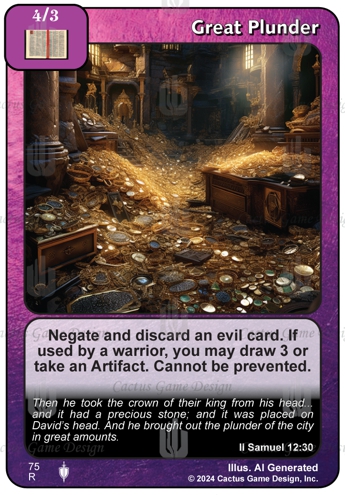 4/3
Great Plunder
Negate and discard an evil card. If
used by a warrior, you may draw 3 or
take an Artifact. Cannot be prevented.
Cactus Game Design
Then he took the crown of their king from his head...
and it had a precious stone; and it was placed on
David's head. And he brought out the plunder of the city
in great amounts.
II Samuel 12:30
75
R
Illus. AI Generated
© 2024 Cactus Game Design, Inc.